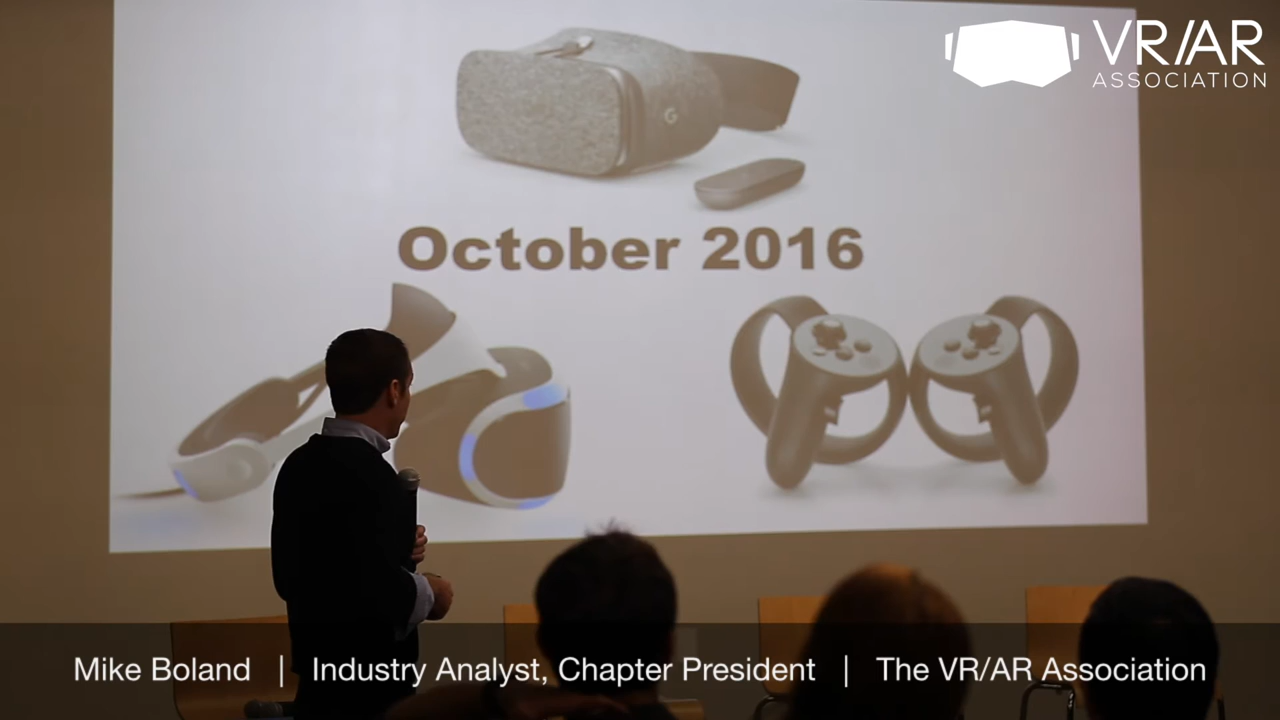 VR/AR
ASSOCIATION
G
October 2016
Mike Boland | Industry Analyst, Chapter President | The VR/AR Association